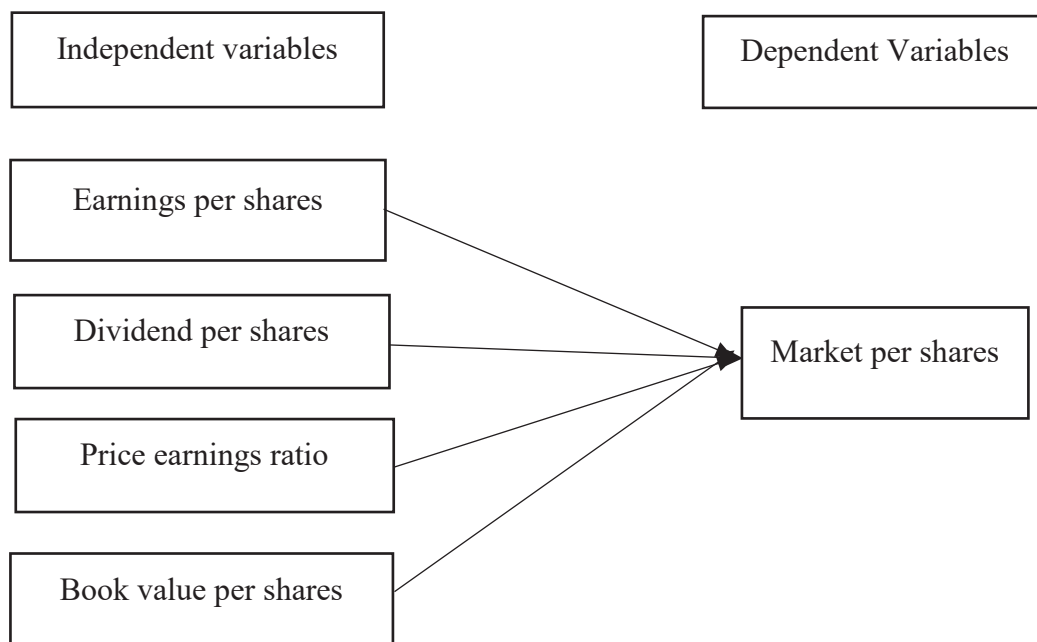 Independent variables
Dependent Variables
Earnings per shares
Dividend per shares
Market per shares
Price earnings ratio
Book value per shares